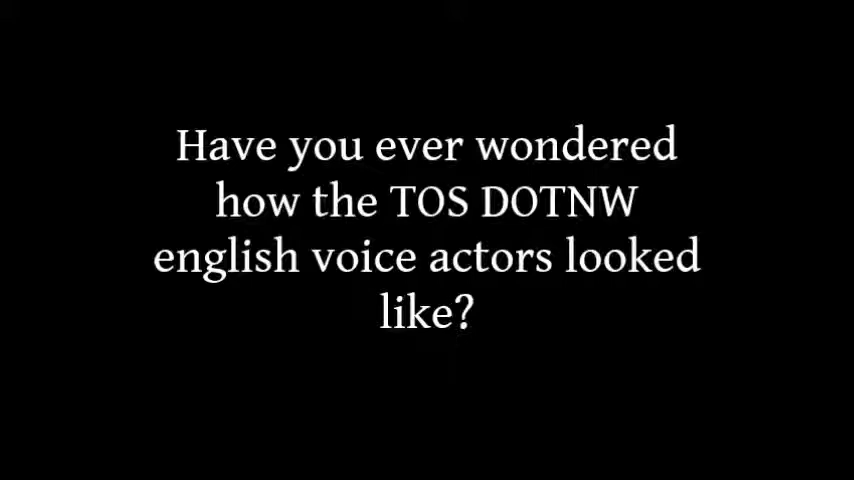 Have you ever wondered
how the TOS DOTNW
english voice actors looked
like?